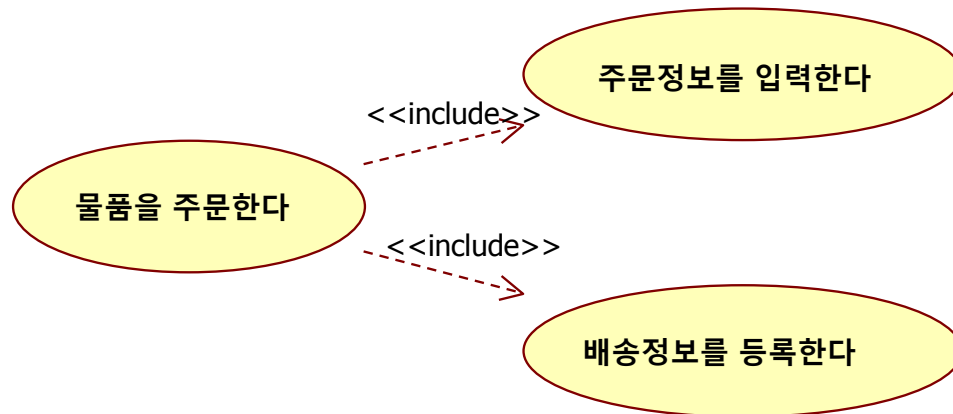 주문정보를 입력한다
<<include>>
물품을 주문한다
<<include>>
배송정보를 등록한다